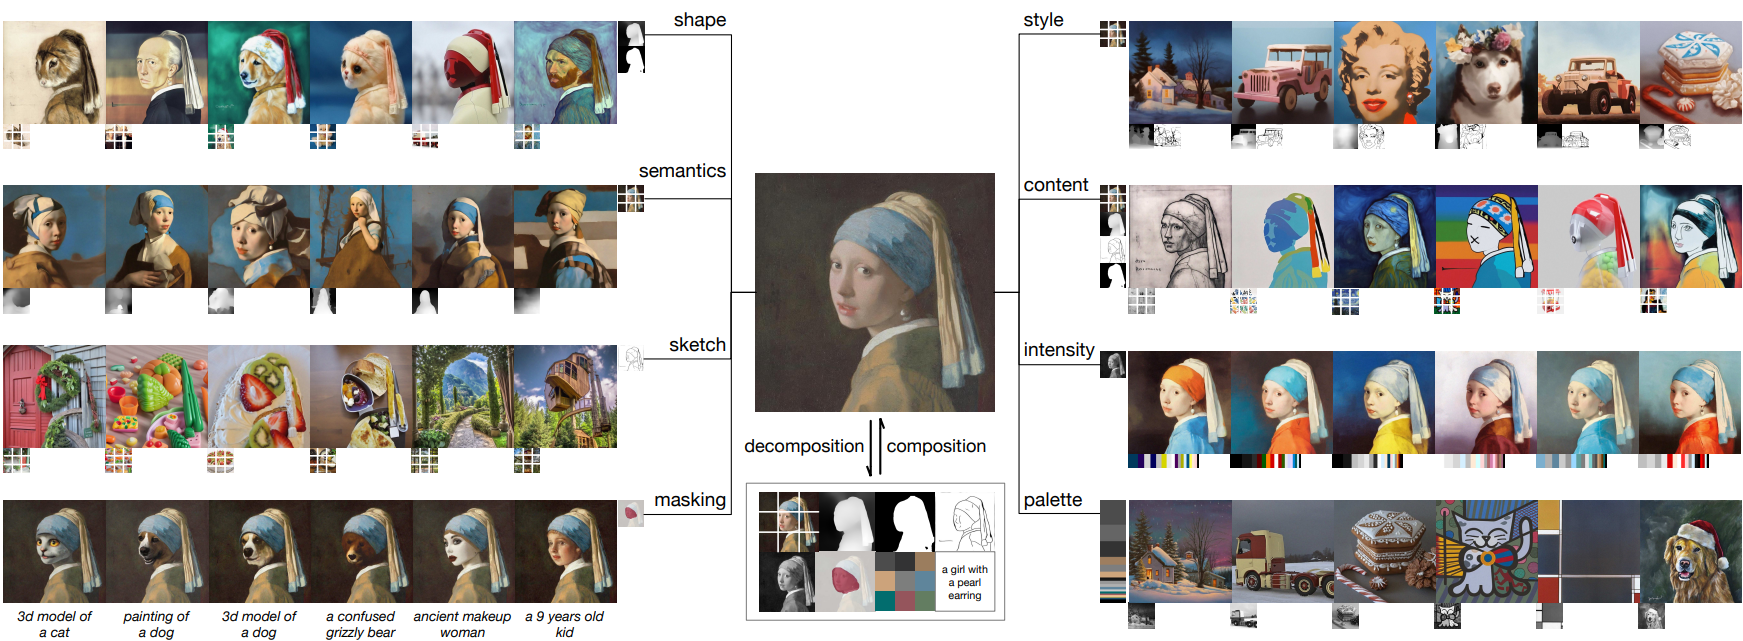 shape
semantics
sketch
masking
3d model of
a cat
painting of
a dog
3d model of
a dog
a confused
grizzly bear
ancient makeup
woman
a 9 years old
kid
decomposition
composition
a girl with
a pearl
earring
style
content
intensity
palette